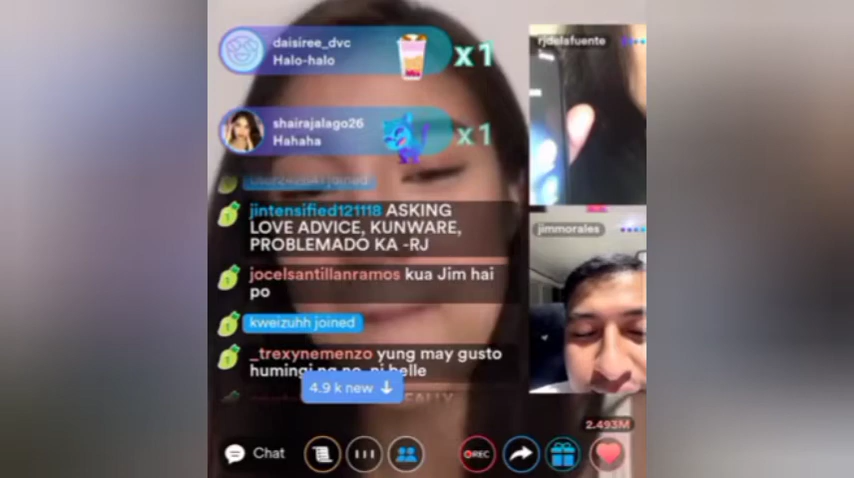 daisiree_dvc
Halo-halo
x1
rjdelafuente
shairajalago26
Hahaha
x1
joined
jintensified121118 ASKING
LOVE ADVICE, KUNWARE,
PROBLEMADO KA -RJ
jimmorales
jocelsantillanramos kua Jim hai
po
kweizuhh joined
_trexynemenzo yung may gusto
humingi ng no. ni belle
4.9 k new
2.493M
Chat
REC